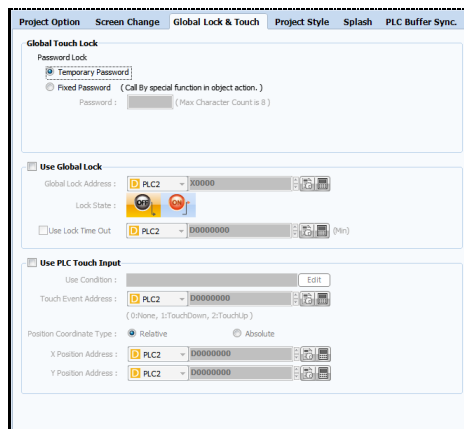 Project Option Screen Change Global Lock & Touch Project Style Splash PLC Buffer Sync.
Global Touch Lock
Password Lock
Temporary Password
Fixed Password ( Call By special function in object action. )
Password : ( Max Character Count is 8 )
Use Global Lock
Global Lock Address : D PLC2 X0000
Lock State : OFF ON
Use Lock Time Out D PLC2 D0000000 (Min)
Use PLC Touch Input
Use Condition : Edit
Touch Event Address : D PLC2 D0000000
( 0:None, 1:TouchDown, 2:TouchUp )
Position Coordinate Type : Relative Absolute
X Position Address : D PLC2 D0000000
Y Position Address : D PLC2 D0000000